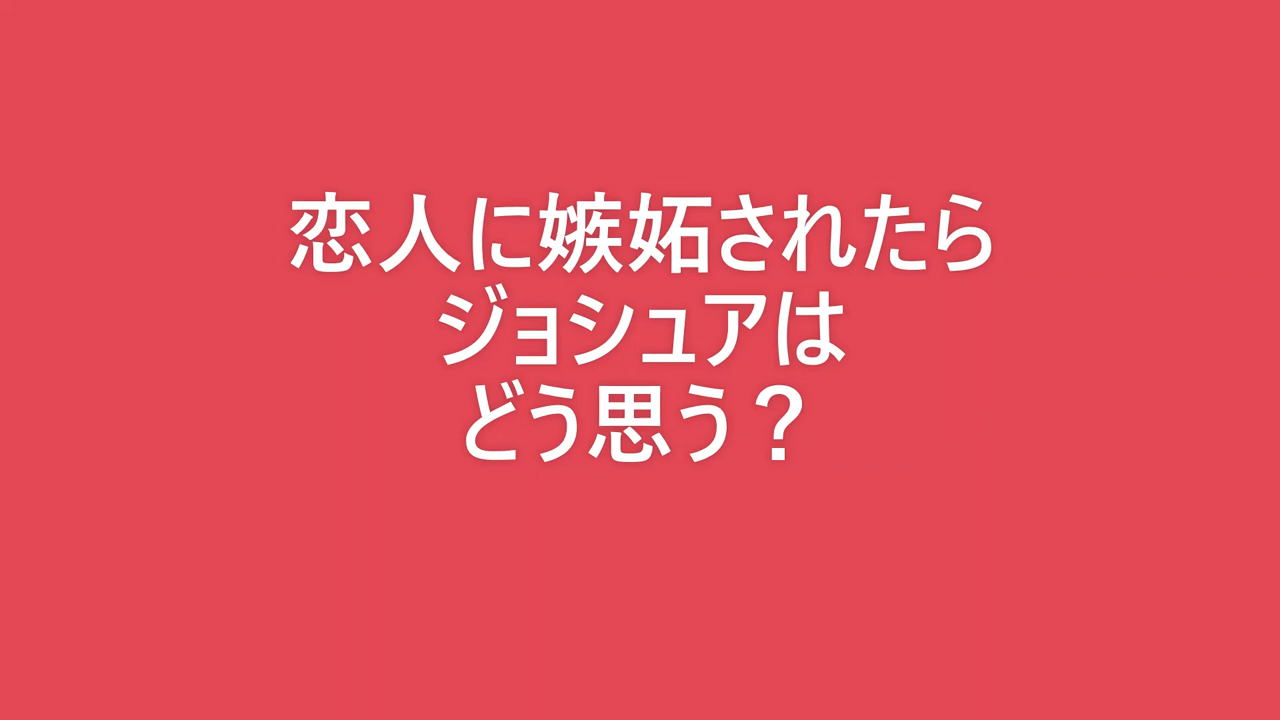 恋人に嫉妬されたら
ジョシュアは
どう思う？